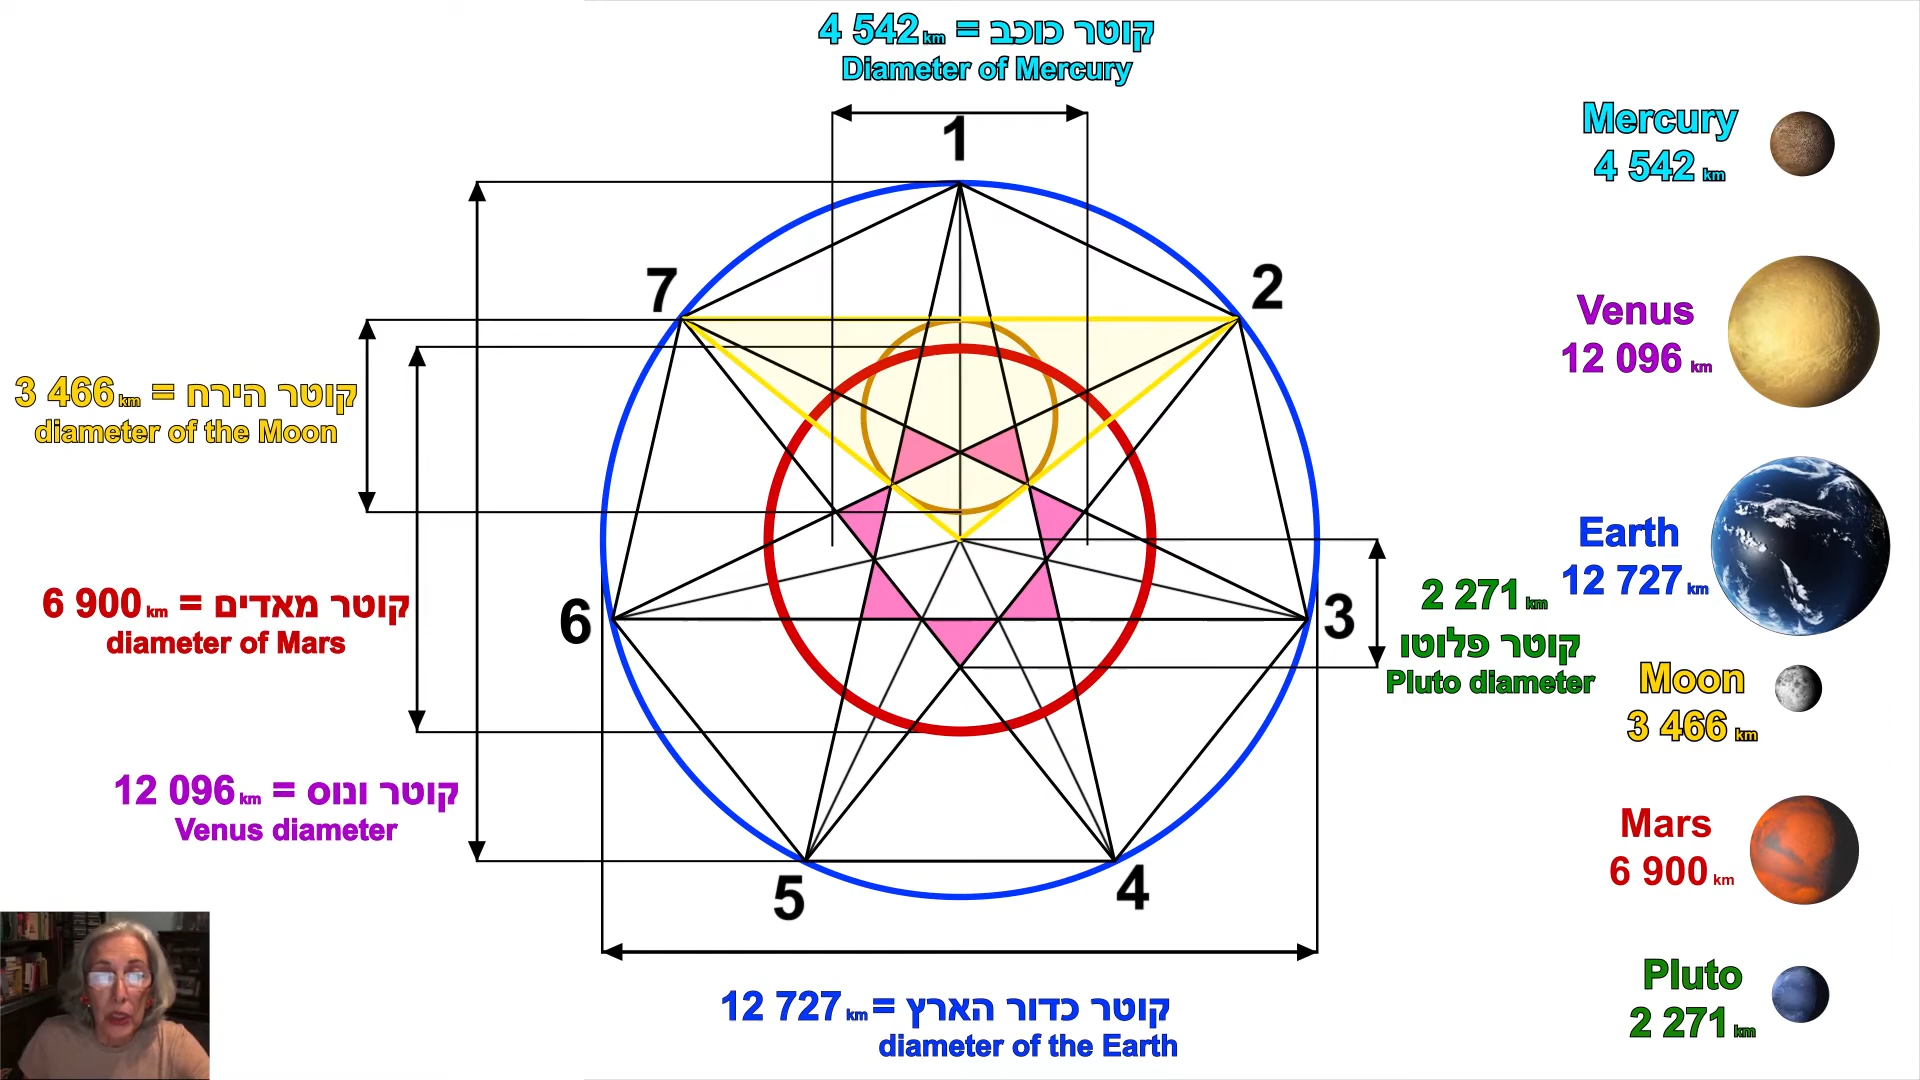 קוטר כוכב = 4 542 km
Diameter of Mercury
1
7
2
6
3
5
4
קוטר הירח = 3 466 km
diameter of the Moon
קוטר מאדים = 6 900 km
diameter of Mars
קוטר ונוס = 12 096 km
Venus diameter
2 271 km
קוטר פלוטו
Pluto diameter
קוטר כדור הארץ = 12 727 km
diameter of the Earth
Mercury
4 542 km
Venus
12 096 km
Earth
12 727 km
Moon
3 466 km
Mars
6 900 km
Pluto
2 271 km